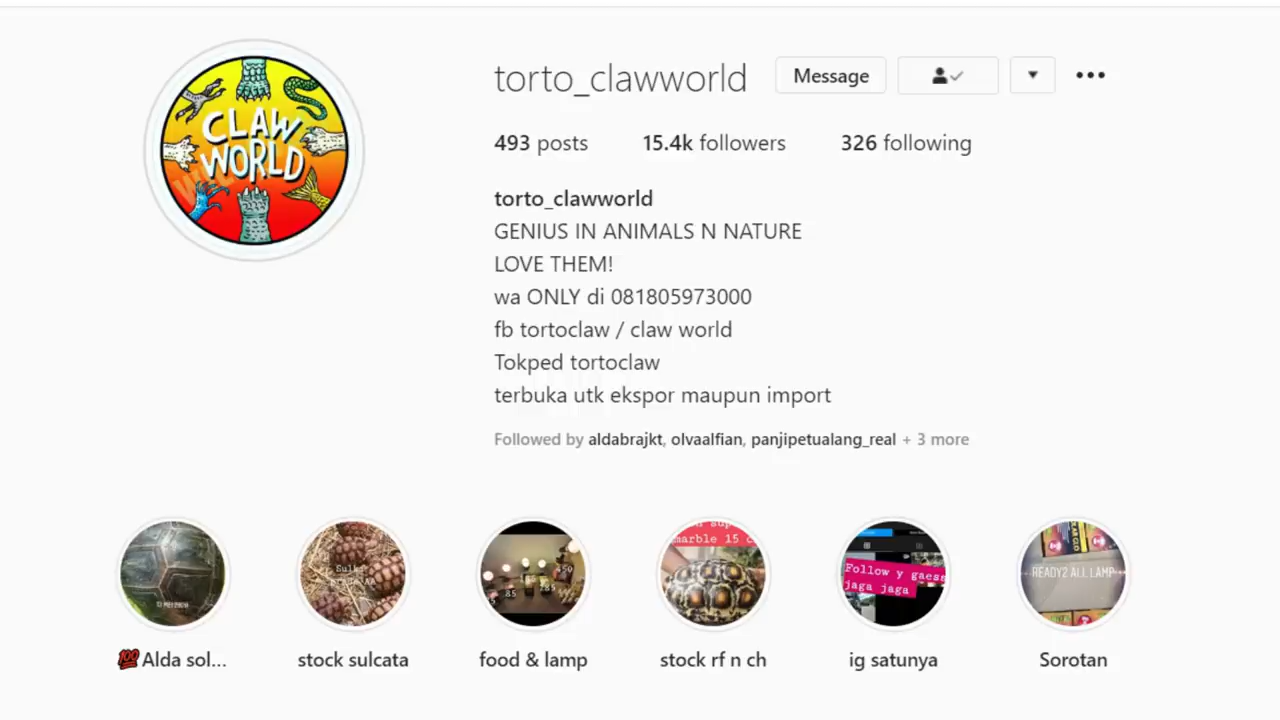 torto_clawworld Message
493 posts 15.4k followers 326 following
CLAW
WORLD
torto_clawworld
GENIUS IN ANIMALS N NATURE
LOVE THEM!
wa ONLY di 081805973000
fb tortoclaw / claw world
Tokped tortoclaw
terbuka utk ekspor maupun import
Followed by aldabrajkt, olvaalfian, panjipetualang_real + 3 more
marble 15
Follow y gaess
jaga jaga
READY2 ALL LAMP
85
💯Alda sol... stock sulcata food & lamp stock rf n ch ig satunya Sorotan